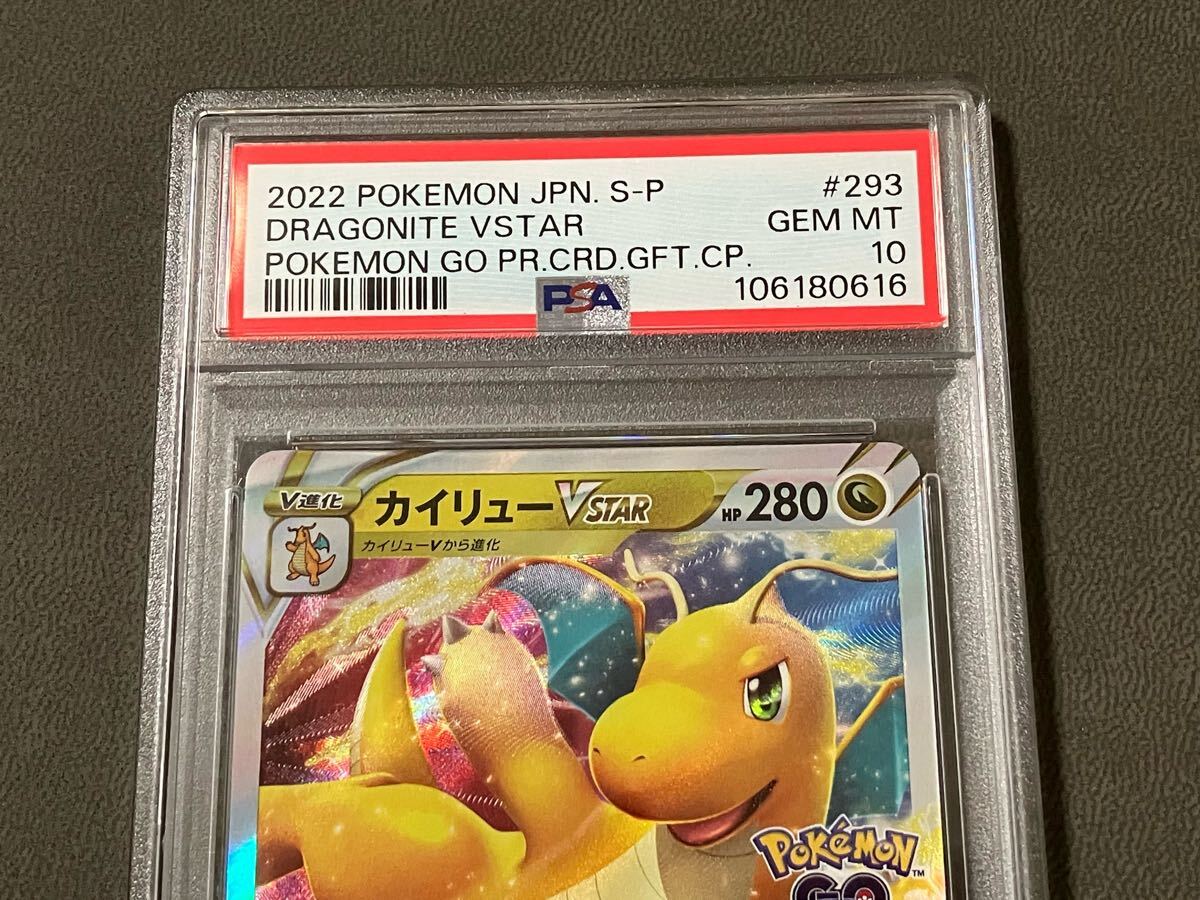 2022 POKEMON JPN. S-P #293
DRAGONITE VSTAR GEM MT
POKEMON GO PR.CRD.GFT.CP. 10
PSA 106180616
V進化 カイリューVSTAR HP 280
カイリューVから進化
POKéMON™
GO